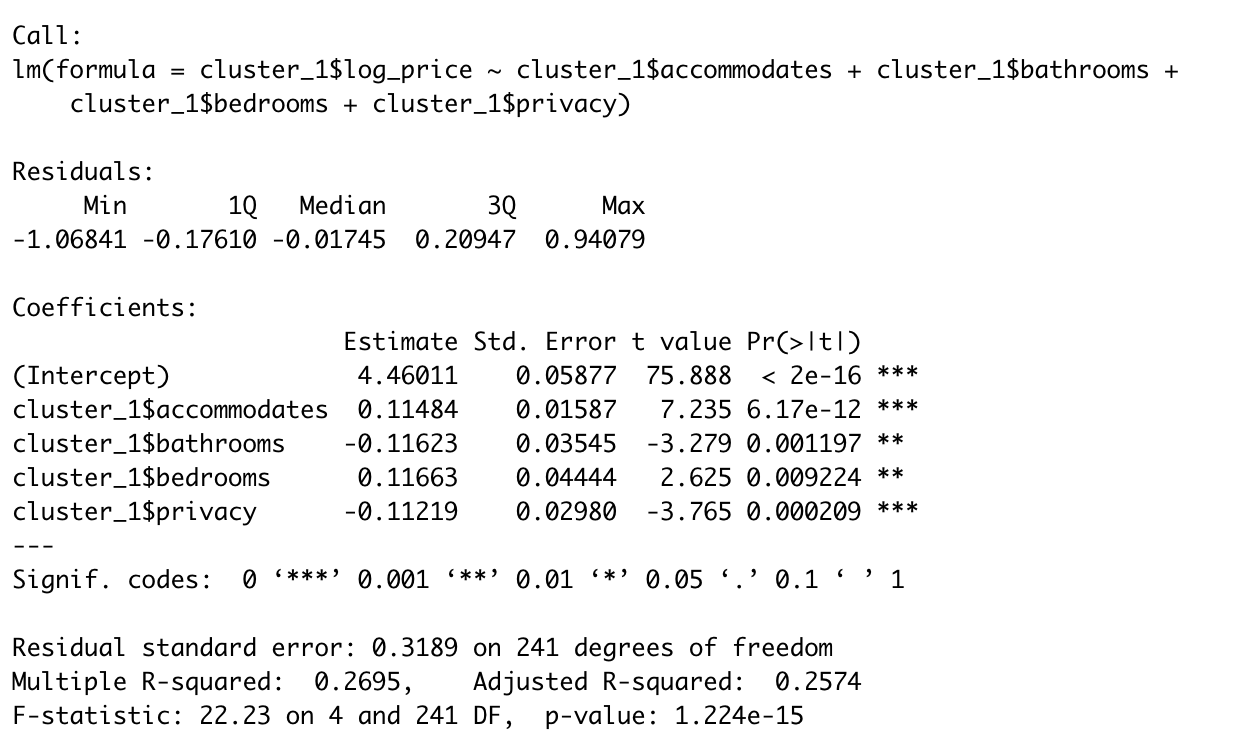 Call:
lm(formula = cluster_1$log_price ~ cluster_1$accommodates + cluster_1$bathrooms +
    cluster_1$bedrooms + cluster_1$privacy)

Residuals:
     Min       1Q   Median       3Q      Max
-1.06841 -0.17610 -0.01745  0.20947  0.94079

Coefficients:
                       Estimate Std. Error t value Pr(>|t|)
(Intercept)             4.46011    0.05877  75.888  < 2e-16 ***
cluster_1$accommodates  0.11484    0.01587   7.235 6.17e-12 ***
cluster_1$bathrooms    -0.11623    0.03545  -3.279 0.001197 **
cluster_1$bedrooms      0.11663    0.04444   2.625 0.009224 **
cluster_1$privacy      -0.11219    0.02980  -3.765 0.000209 ***
---
Signif. codes:  0 ‘***’ 0.001 ‘**’ 0.01 ‘*’ 0.05 ‘.’ 0.1 ‘ ’ 1

Residual standard error: 0.3189 on 241 degrees of freedom
Multiple R-squared:  0.2695,    Adjusted R-squared:  0.2574
F-statistic: 22.23 on 4 and 241 DF,  p-value: 1.224e-15